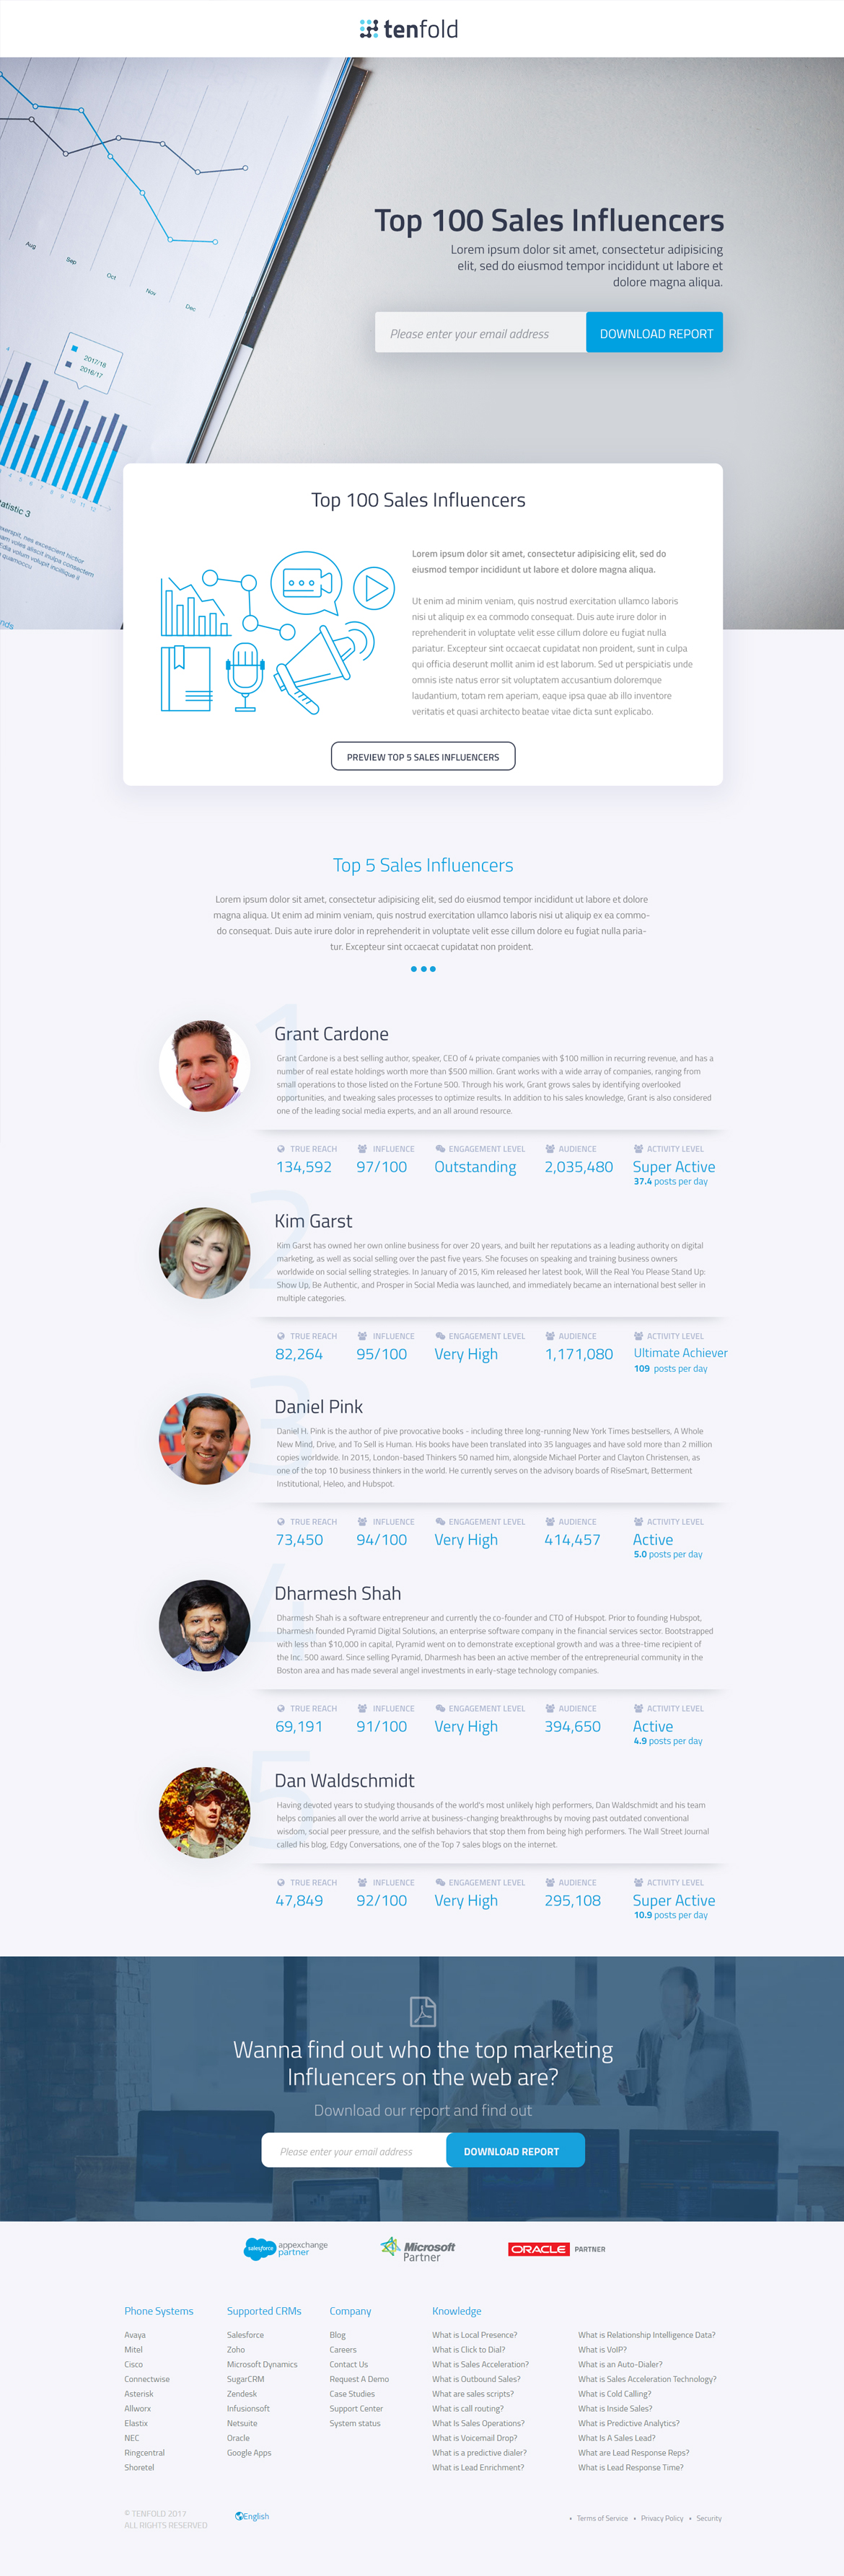 tenfold
Aug
Sep
Oct
Nov
Dec
Top 100 Sales Influencers
Lorem ipsum dolor sit amet, consectetur adipisicing
elit, sed do eiusmod tempor incididunt ut labore et
dolore magna aliqua.
Please enter your email address
DOWNLOAD REPORT
2017/18
2016/17
4 5 6 7 8 9 10 11 12
atistic 3
Top 100 Sales Influencers
Lorem ipsum dolor sit amet, consectetur adipisicing elit, sed do
eiusmod tempor incididunt ut labore et dolore magna aliqua.
Ut enim ad minim veniam, quis nostrud exercitation ullamco laboris
nisi ut aliquip ex ea commodo consequat. Duis aute irure dolor in
reprehenderit in voluptate velit esse cillum dolore eu fugiat nulla
pariatur. Excepteur sint occaecat cupidatat non proident, sunt in culpa
qui officia deserunt mollit anim id est laborum. Sed ut perspiciatis unde
omnis iste natus error sit voluptatem accusantium doloremque
laudantium, totam rem aperiam, eaque ipsa quae ab illo inventore
veritatis et quasi architecto beatae vitae dicta sunt explicabo.
PREVIEW TOP 5 SALES INFLUENCERS
Top 5 Sales Influencers
Lorem ipsum dolor sit amet, consectetur adipisicing elit, sed do eiusmod tempor incididunt ut labore et dolore
magna aliqua. Ut enim ad minim veniam, quis nostrud exercitation ullamco laboris nisi ut aliquip ex ea commo-
do consequat. Duis aute irure dolor in reprehenderit in voluptate velit esse cillum dolore eu fugiat nulla paria-
tur. Excepteur sint occaecat cupidatat non proident.
1
Grant Cardone
Grant Cardone is a best selling author, speaker, CEO of 4 private companies with $100 million in recurring revenue, and has a
number of real estate holdings worth more than $500 million. Grant works with a wide array of companies, ranging from
small operations to those listed on the Fortune 500. Through his work, Grant grows sales by identifying overlooked
opportunities, and tweaking sales processes to optimize results. In addition to his sales knowledge, Grant is also considered
one of the leading social media experts, and an all around resource.
TRUE REACH INFLUENCE ENGAGEMENT LEVEL AUDIENCE ACTIVITY LEVEL
134,592 97/100 Outstanding 2,035,480 Super Active
37.4 posts per day
2
Kim Garst
Kim Garst has owned her own online business for over 20 years, and built her reputations as a leading authority on digital
marketing, as well as social selling over the past five years. She focuses on speaking and training business owners
worldwide on social selling strategies. In January of 2015, Kim released her latest book, Will the Real You Please Stand Up:
Show Up, Be Authentic, and Prosper in Social Media was launched, and immediately became an international best seller in
multiple categories.
TRUE REACH INFLUENCE ENGAGEMENT LEVEL AUDIENCE ACTIVITY LEVEL
82,264 95/100 Very High 1,171,080 Ultimate Achiever
109 posts per day
3
Daniel Pink
Daniel H. Pink is the author of pive provocative books - including three long-running New York Times bestsellers, A Whole
New Mind, Drive, and To Sell is Human. His books have been translated into 35 languages and have sold more than 2 million
copies worldwide. In 2015, London-based Thinkers 50 named him, alongside Michael Porter and Clayton Christensen, as
one of the top 10 business thinkers in the world. He currently serves on the advisory boards of RiseSmart, Betterment
Institutional, Heleo, and Hubspot.
TRUE REACH INFLUENCE ENGAGEMENT LEVEL AUDIENCE ACTIVITY LEVEL
73,450 94/100 Very High 414,457 Active
5.0 posts per day
4
Dharmesh Shah
Dharmesh Shah is a software entrepreneur and currently the co-founder and CTO of Hubspot. Prior to founding Hubspot,
Dharmesh founded Pyramid Digital Solutions, an enterprise software company in the financial services sector. Bootstrapped
with less than $10,000 in capital, Pyramid went on to demonstrate exceptional growth and was a three-time recipient of
the Inc. 500 award. Since selling Pyramid, Dharmesh has been an active member of the entrepreneurial community in the
Boston area and has made several angel investments in early-stage technology companies.
TRUE REACH INFLUENCE ENGAGEMENT LEVEL AUDIENCE ACTIVITY LEVEL
69,191 91/100 Very High 394,650 Active
4.9 posts per day
5
Dan Waldschmidt
Having devoted years to studying thousands of the world's most unlikely high performers, Dan Waldschmidt and his team
helps companies all over the world arrive at business-changing breakthroughs by moving past outdated conventional
wisdom, social peer pressure, and the selfish behaviors that stop them from being high performers. The Wall Street Journal
called his blog, Edgy Conversations, one of the Top 7 sales blogs on the internet.
TRUE REACH INFLUENCE ENGAGEMENT LEVEL AUDIENCE ACTIVITY LEVEL
47,849 92/100 Very High 295,108 Super Active
10.9 posts per day
Wanna find out who the top marketing
Influencers on the web are?
Download our report and find out
Please enter your email address
DOWNLOAD REPORT
salesforce appexchange
partner
Microsoft
Partner
ORACLE PARTNER
Phone Systems
Avaya
Mitel
Cisco
Connectwise
Asterisk
Allworx
Elastix
NEC
Ringcentral
Shoretel
Supported CRMs
Salesforce
Zoho
Microsoft Dynamics
SugarCRM
Zendesk
Infusionsoft
Netsuite
Oracle
Google Apps
Company
Blog
Careers
Contact Us
Request A Demo
Case Studies
Support Center
System status
Knowledge
What is Local Presence?
What is Click to Dial?
What is Sales Acceleration?
What is Outbound Sales?
What are sales scripts?
What is call routing?
What Is Sales Operations?
What is Voicemail Drop?
What is a predictive dialer?
What is Lead Enrichment?
What is Relationship Intelligence Data?
What is VoIP?
What is an Auto-Dialer?
What is Sales Acceleration Technology?
What is Cold Calling?
What is Inside Sales?
What is Predictive Analytics?
What Is A Sales Lead?
What are Lead Response Reps?
What is Lead Response Time?
© TENFOLD 2017
ALL RIGHTS RESERVED
English
• Terms of Service • Privacy Policy • Security